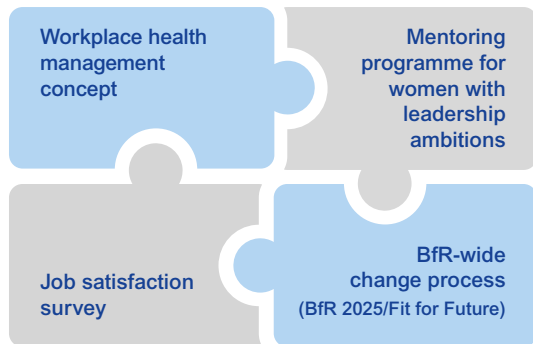 Workplace health
management
concept
Mentoring
programme for
women with
leadership
ambitions
Job satisfaction
survey
BfR-wide
change process
(BfR 2025/Fit for Future)